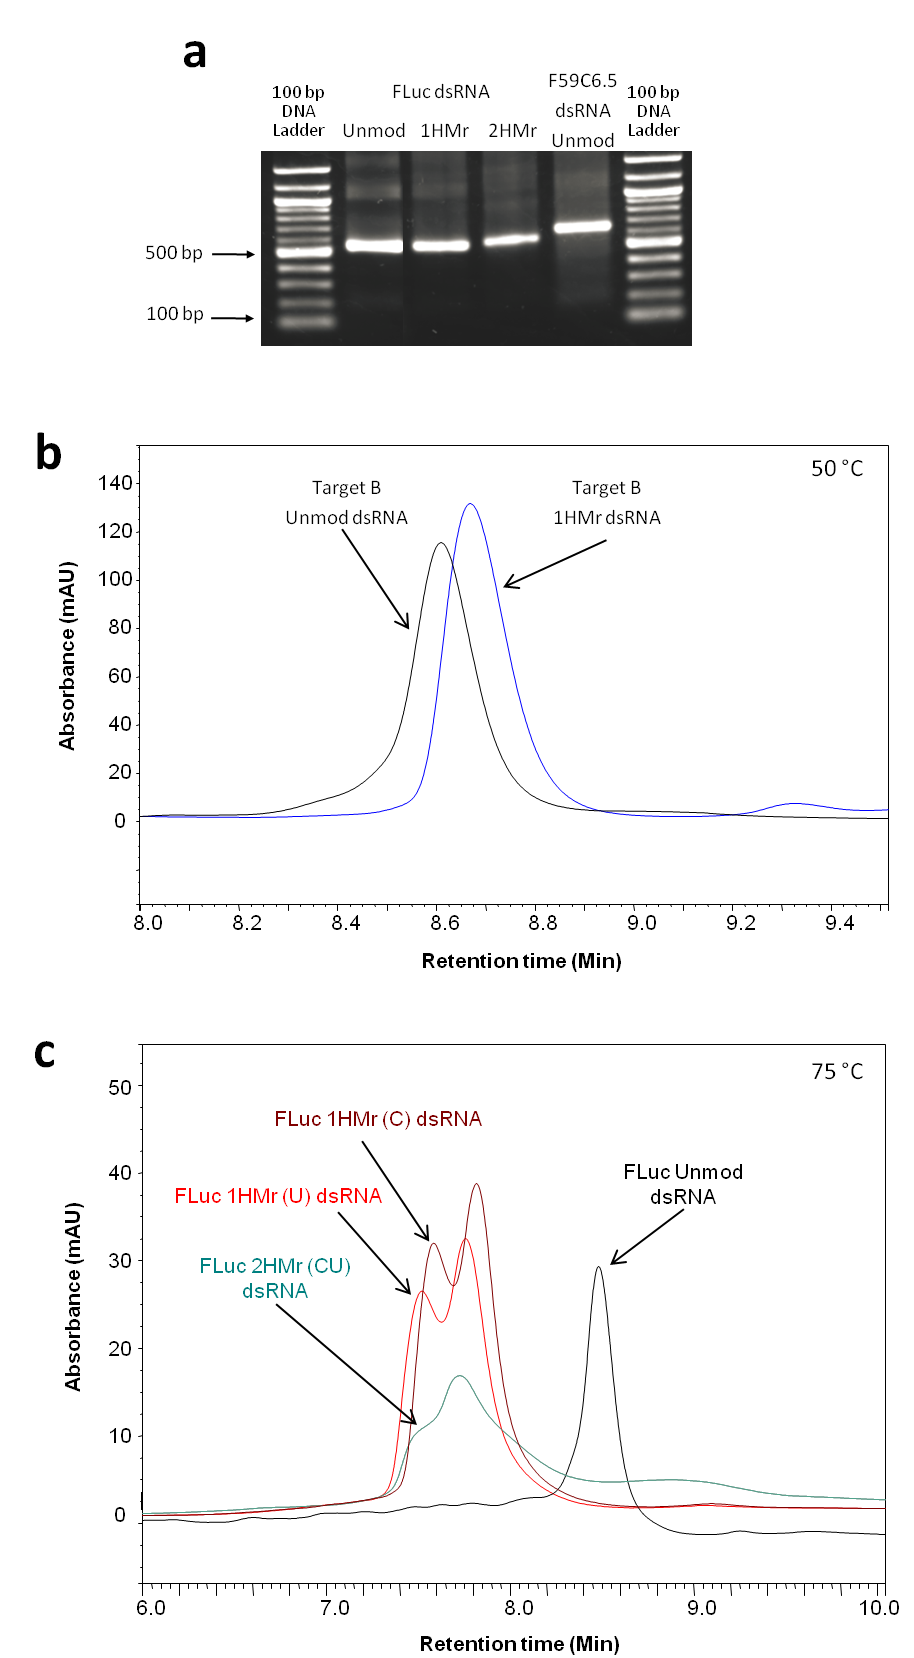 a
100 bp
DNA
Ladder
FLuc dsRNA
Unmod 1HMr 2HMr
F59C6.5
dsRNA
Unmod
100 bp
DNA
Ladder
500 bp
100 bp
b
50 °C
Target B
Unmod dsRNA
Target B
1HMr dsRNA
Absorbance (mAU)
140
120
100
80
60
40
20
0
8.0 8.2 8.4 8.6 8.8 9.0 9.2 9.4
Retention time (Min)
c
75 °C
FLuc 1HMr (C) dsRNA
FLuc 1HMr (U) dsRNA
FLuc 2HMr (CU)
dsRNA
FLuc Unmod
dsRNA
Absorbance (mAU)
50
40
30
20
10
0
6.0 7.0 8.0 9.0 10.0
Retention time (Min)